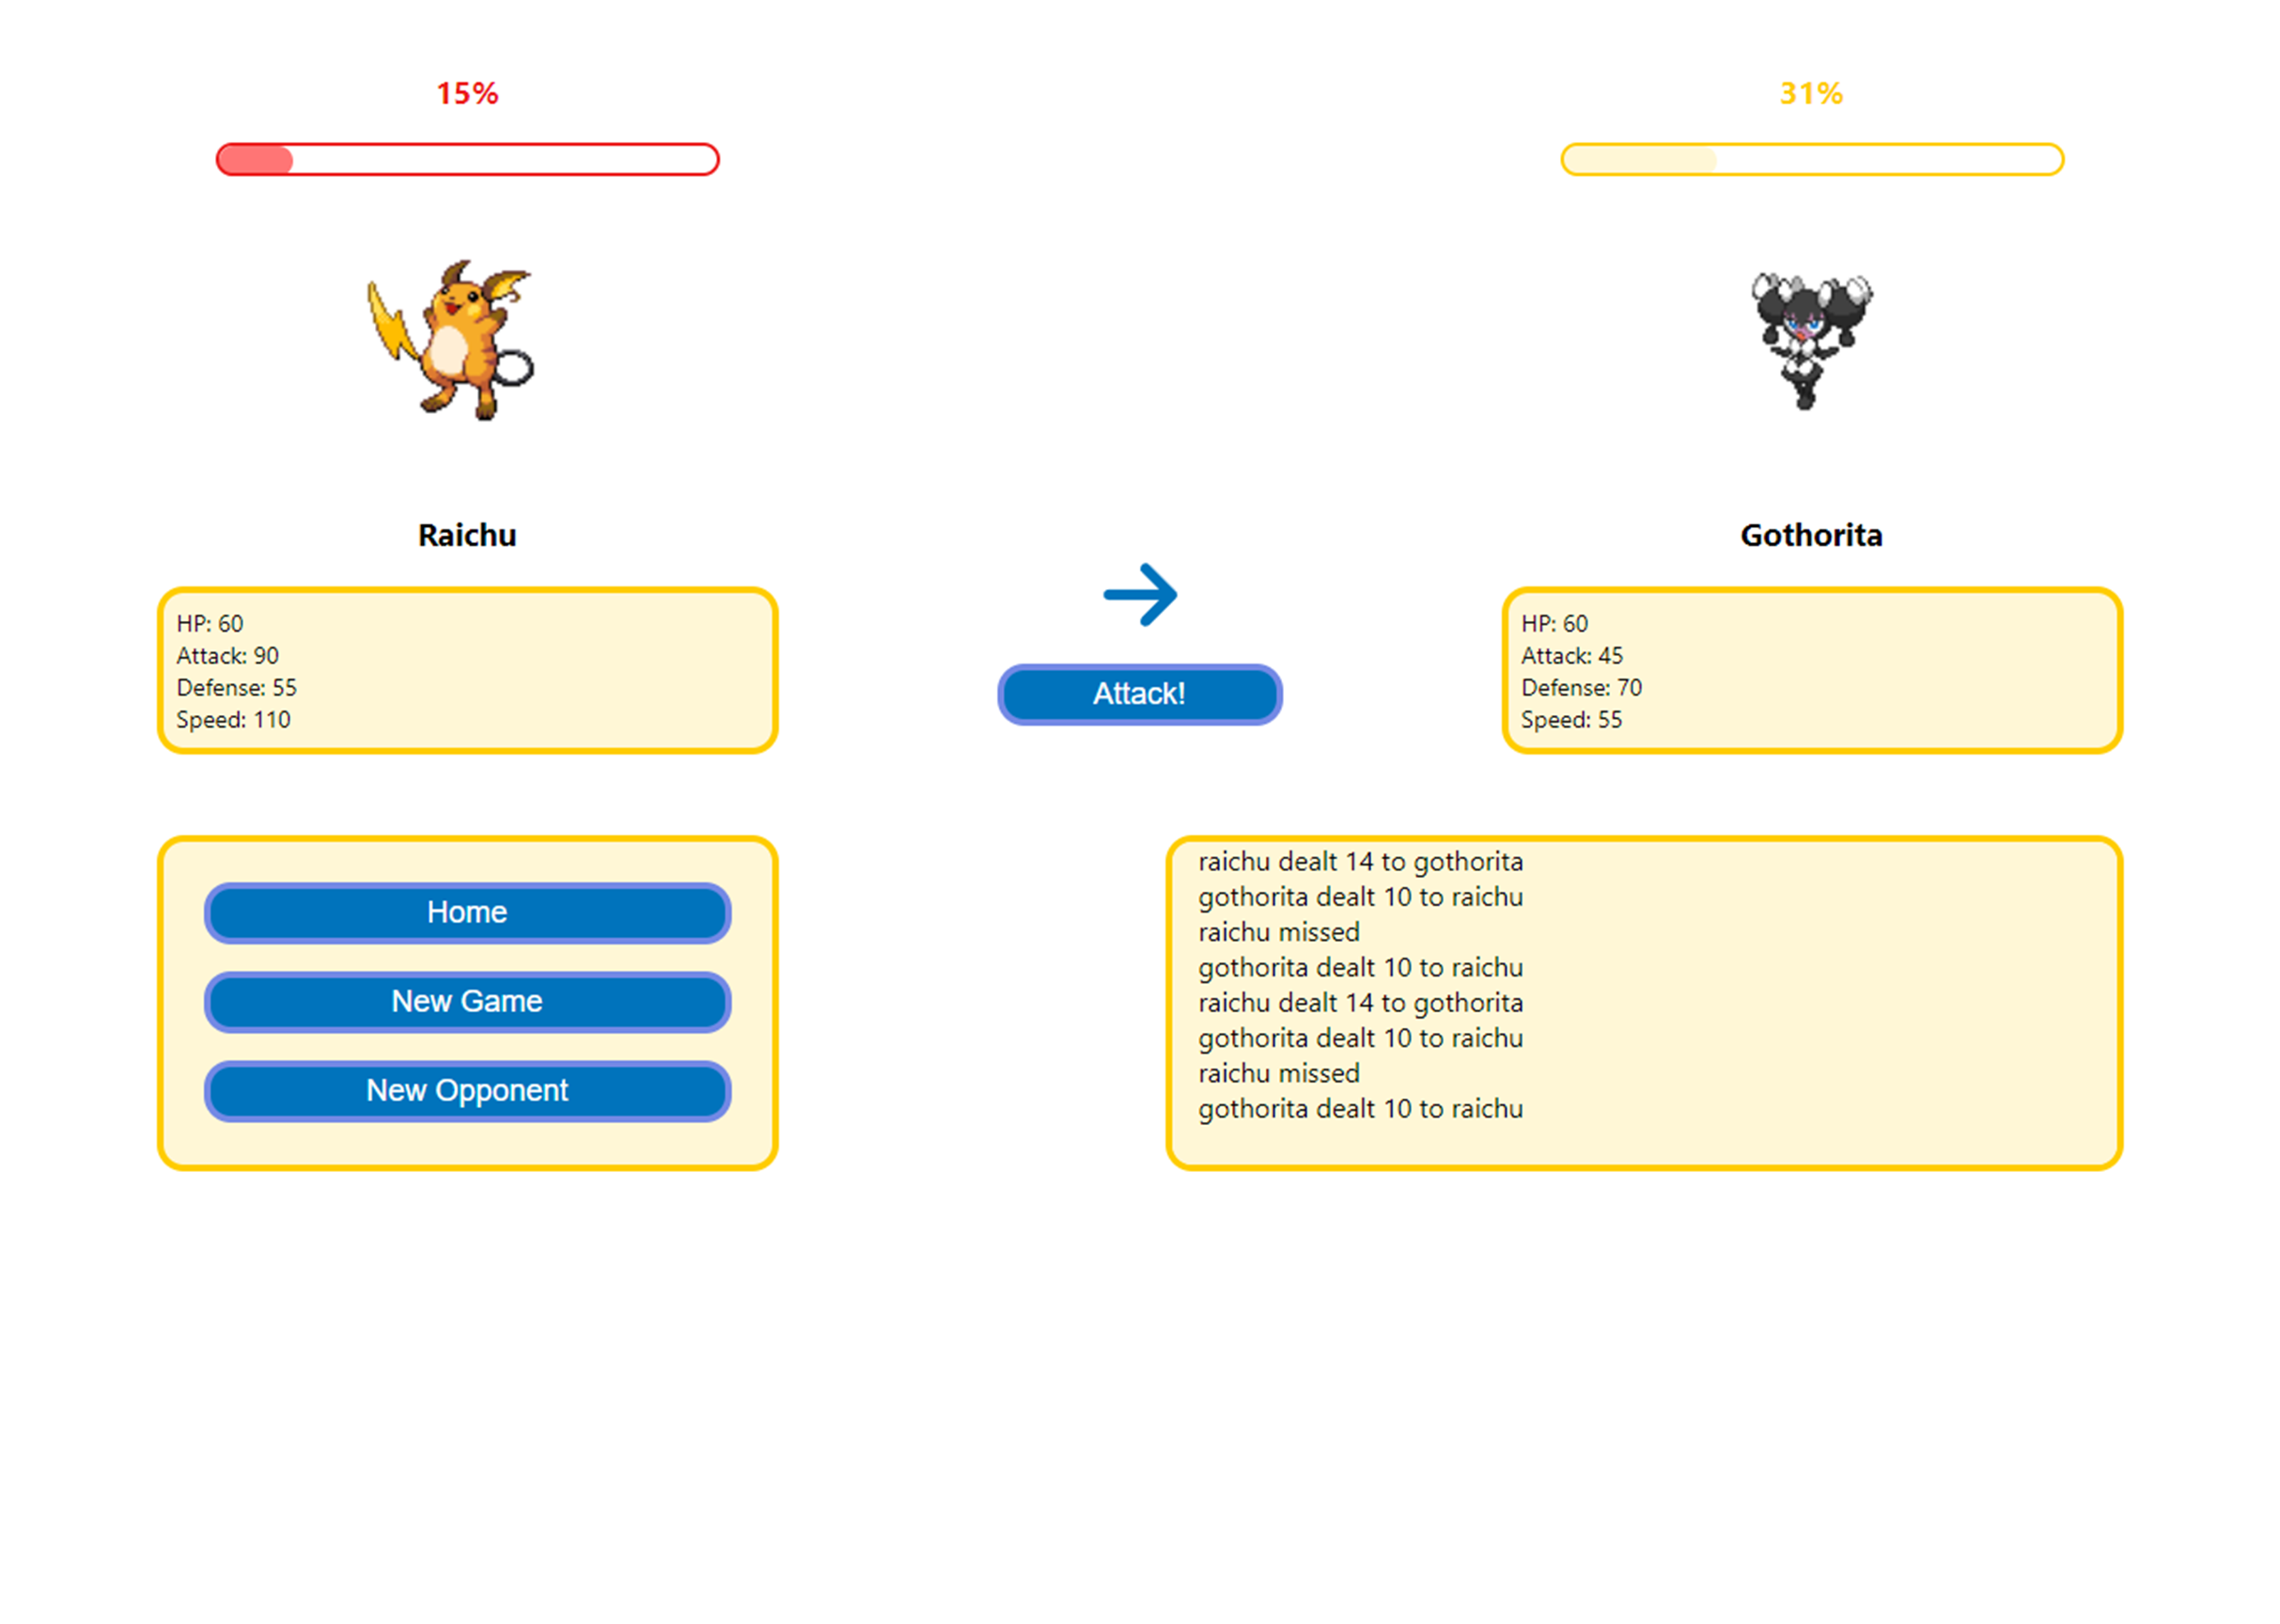 15%
31%
Raichu
Gothorita
HP: 60
Attack: 90
Defense: 55
Speed: 110
Attack!
HP: 60
Attack: 45
Defense: 70
Speed: 55
Home
New Game
New Opponent
raichu dealt 14 to gothorita
gothorita dealt 10 to raichu
raichu missed
gothorita dealt 10 to raichu
raichu dealt 14 to gothorita
gothorita dealt 10 to raichu
raichu missed
gothorita dealt 10 to raichu